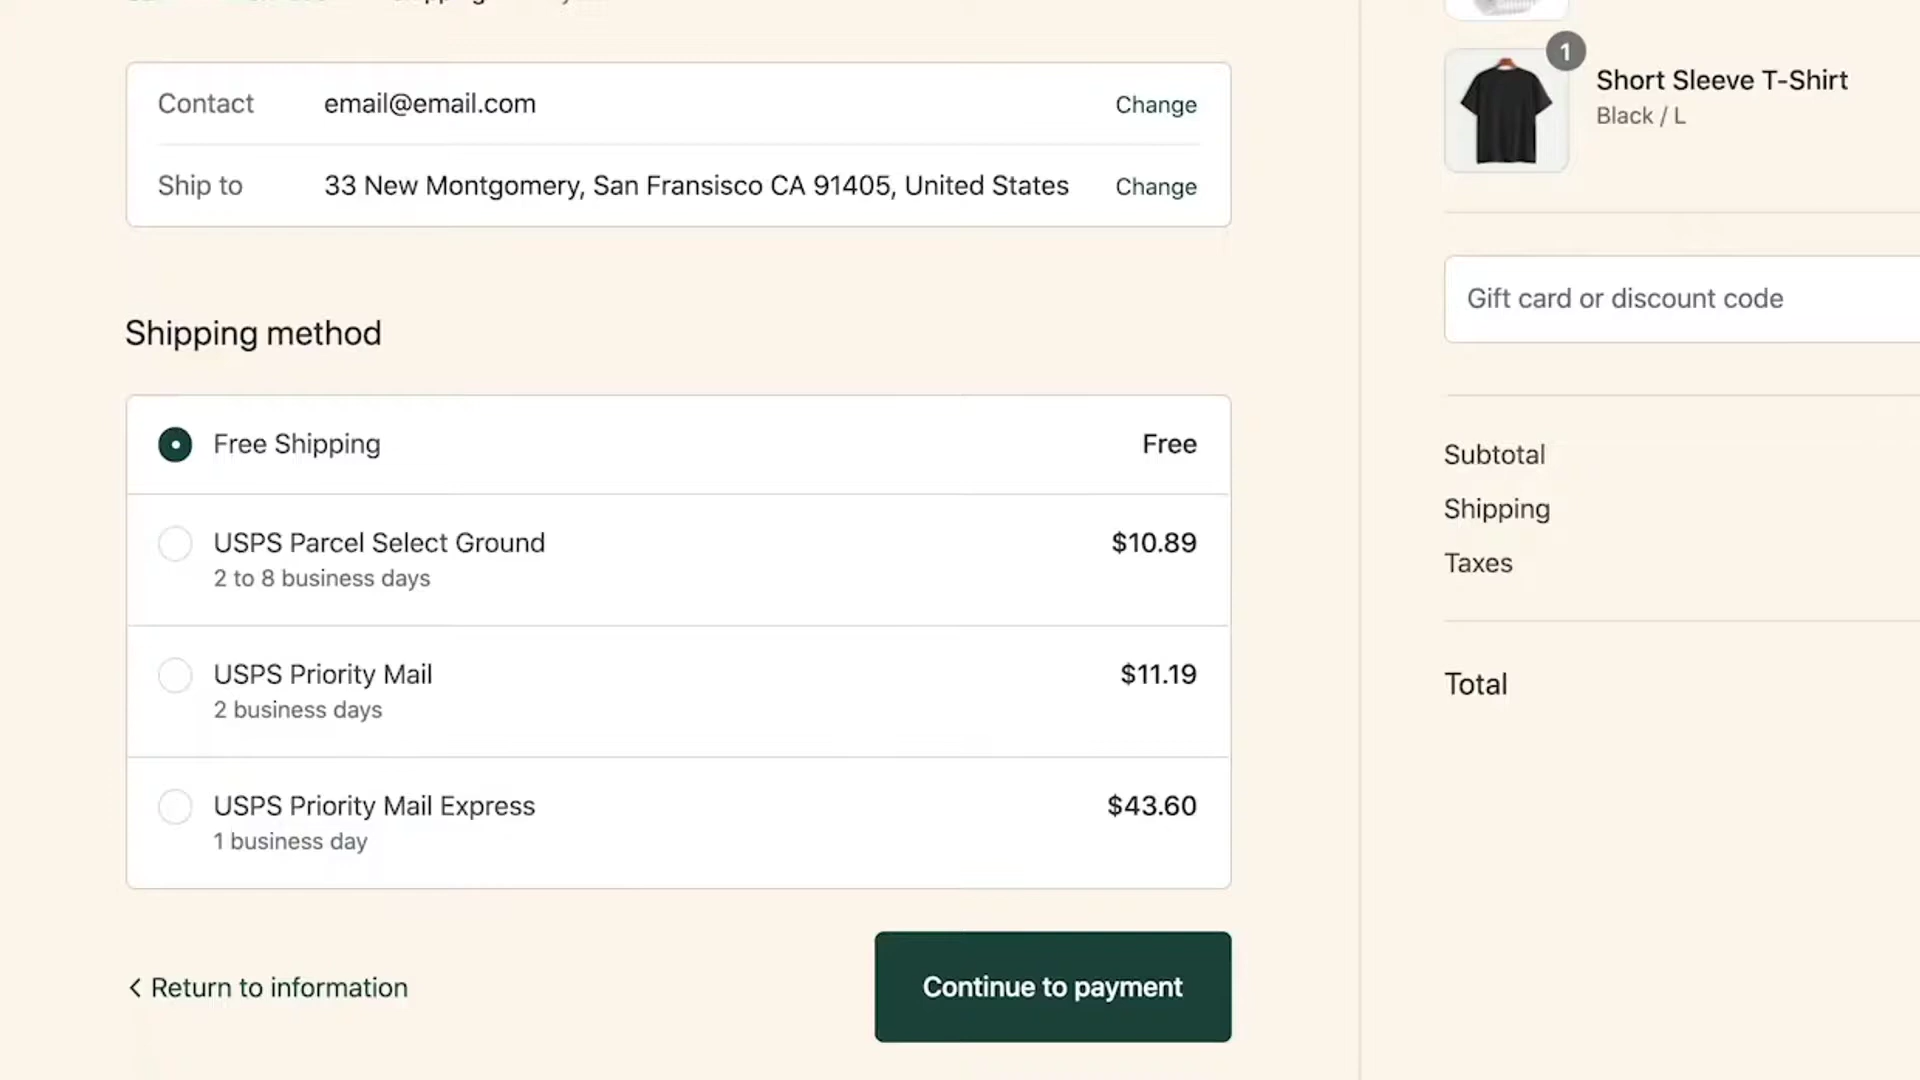 Contact email@email.com Change
Ship to 33 New Montgomery, San Fransisco CA 91405, United States Change
Shipping method
Free Shipping Free
USPS Parcel Select Ground $10.89
2 to 8 business days
USPS Priority Mail $11.19
2 business days
USPS Priority Mail Express $43.60
1 business day
< Return to information
Continue to payment
1
Short Sleeve T-Shirt
Black / L
Gift card or discount code
Subtotal
Shipping
Taxes
Total